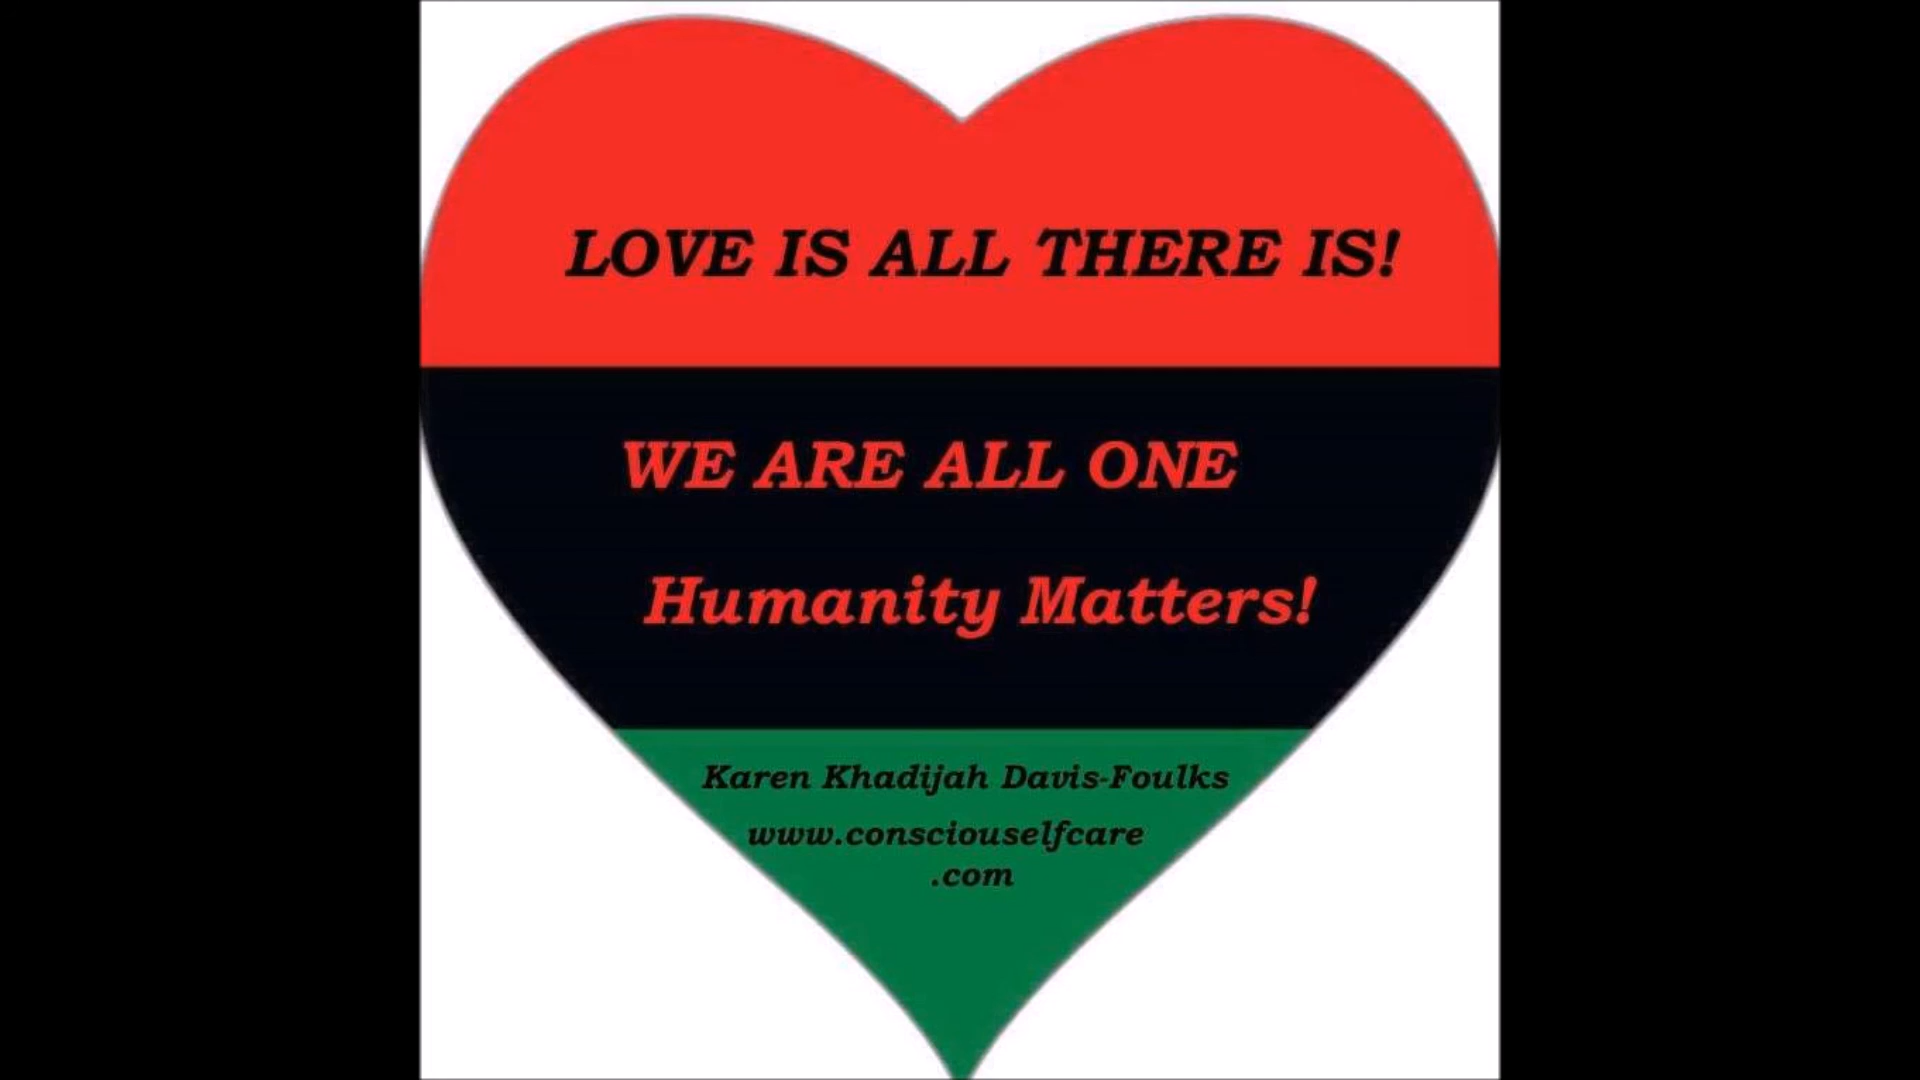 LOVE IS ALL THERE IS!
WE ARE ALL ONE
Humanity Matters!
Karen Khadijah Davis-Foulks
www.consciouselfcare
.com